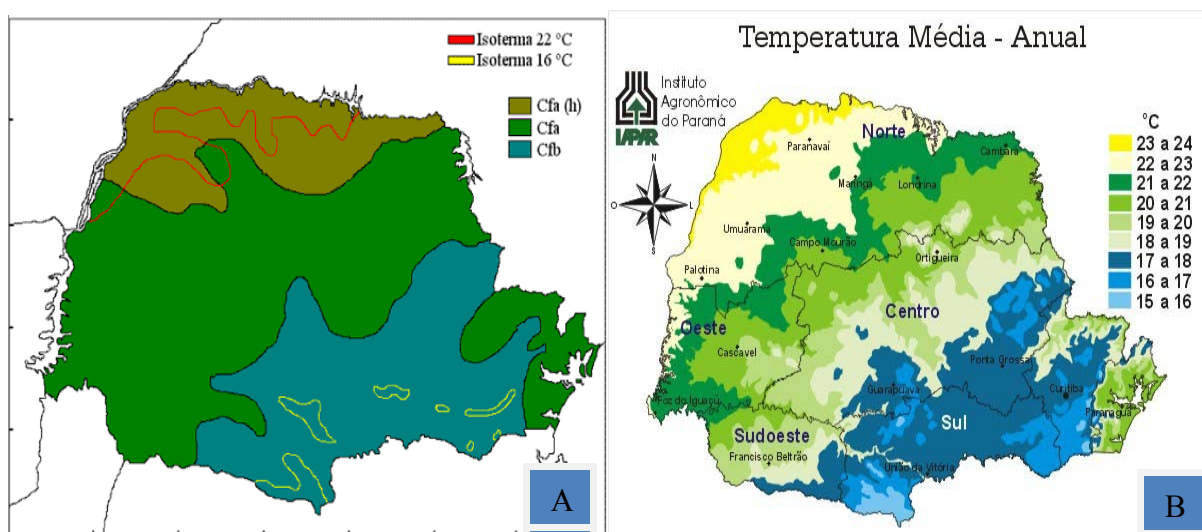 Isoterma 22 °C
Isoterma 16 °C
Cfa (h)
Cfa
Cfb
A
Temperatura Média - Anual
Instituto
Agronômico
do Paraná
IAPAR
N
O
L
S
°C
23 a 24
22 a 23
21 a 22
20 a 21
19 a 20
18 a 19
17 a 18
16 a 17
15 a 16
Norte
Paranavaí
Cambará
Maringá
Londrina
Umuarama
Campo Mourão
Ortigueira
Palotina
Oeste
Centro
Cascavel
Ponta Grossa
Guarapuava
Curitiba
Foz do Iguaçú
Paranaguá
Sudoeste
Sul
Francisco Beltrão
União da Vitória
B